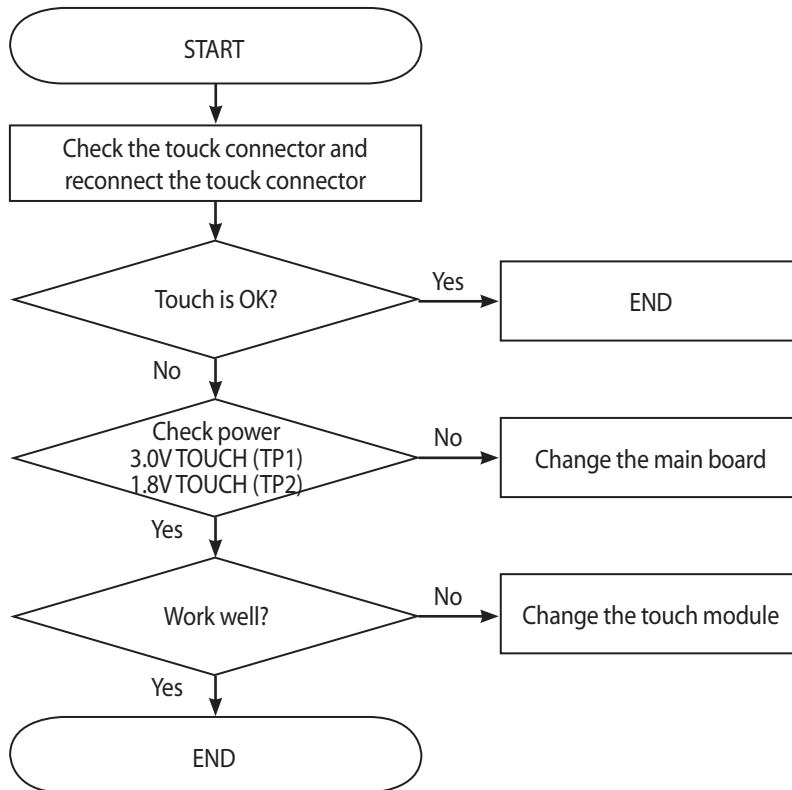 START
Check the touck connector and
reconnect the touck connector
Touch is OK?
Yes
END
No
Check power
3.0V TOUCH (TP1)
1.8V TOUCH (TP2)
No
Change the main board
Yes
Work well?
No
Change the touch module
Yes
END